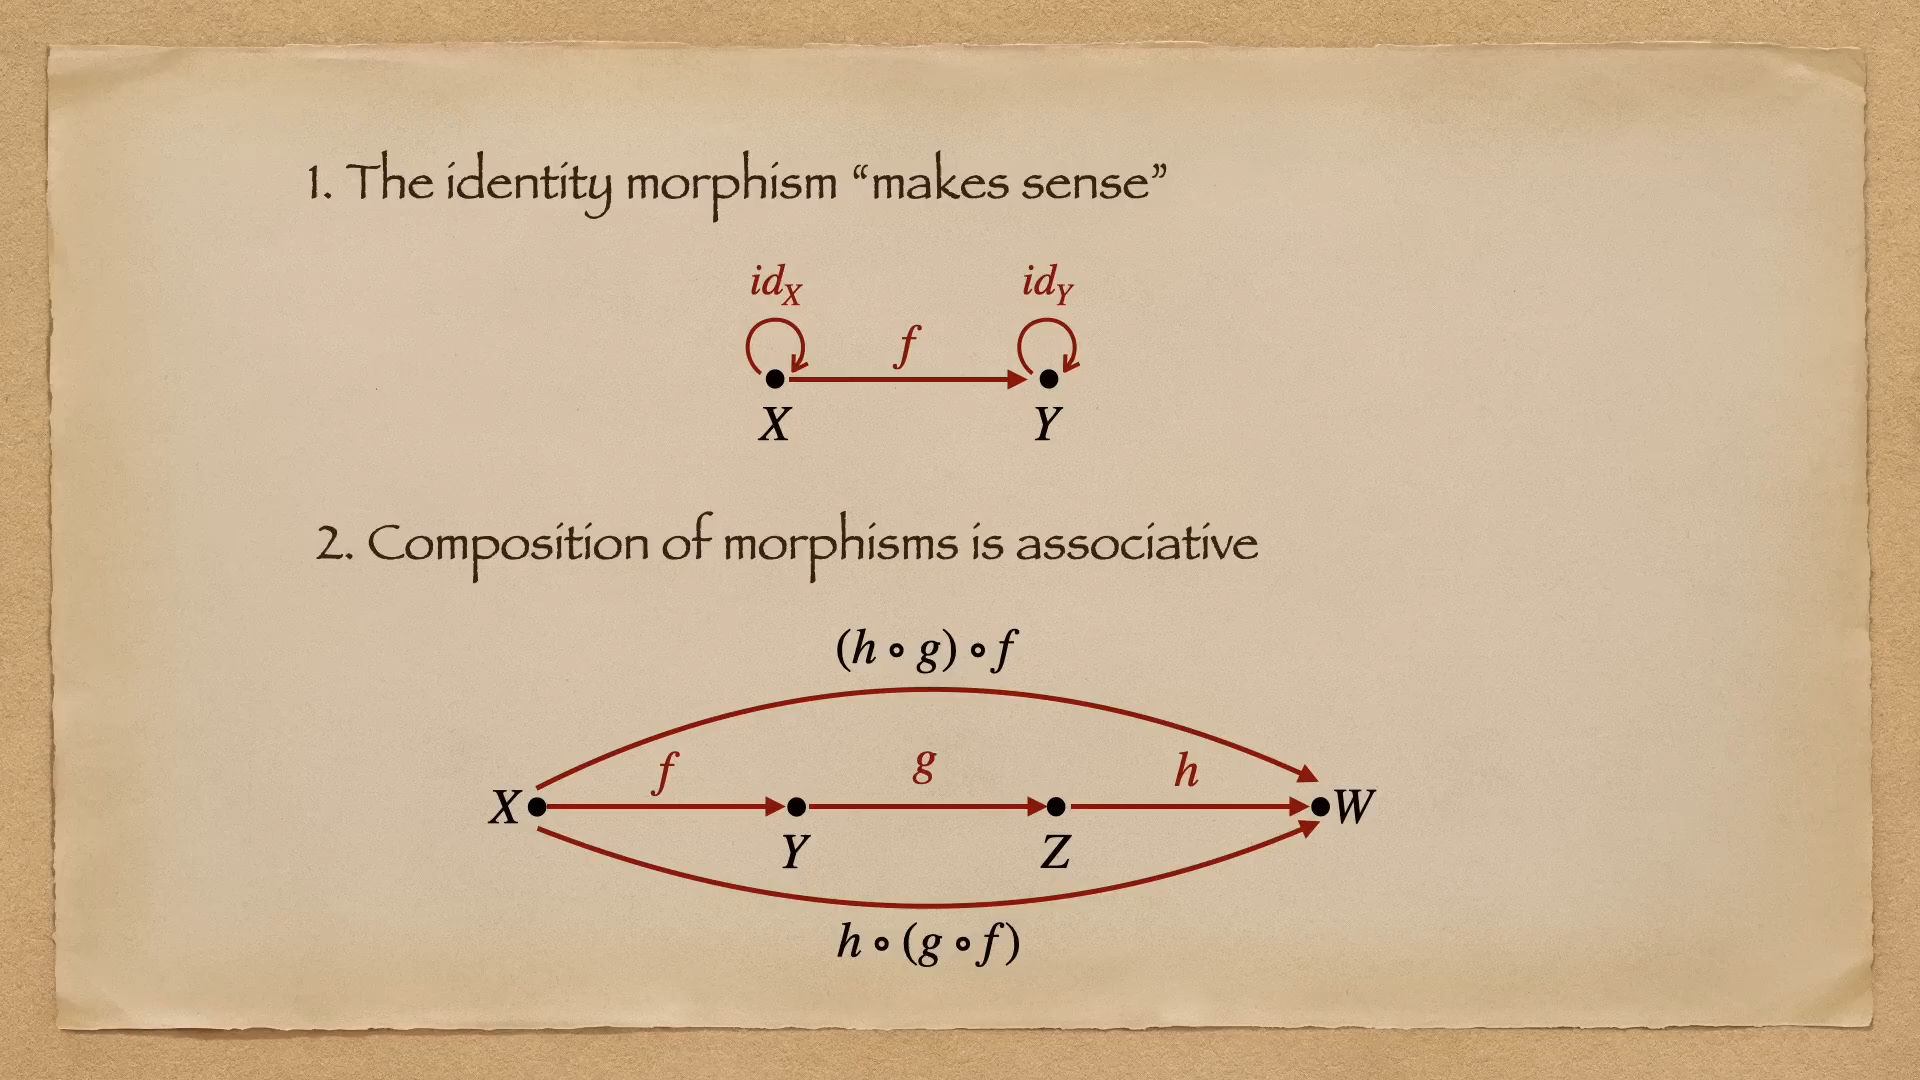 1. The identity morphism “makes sense”
id_X id_Y
f
X Y
2. Composition of morphisms is associative
(h ∘ g) ∘ f
f g h
X W
Y Z
h ∘ (g ∘ f)